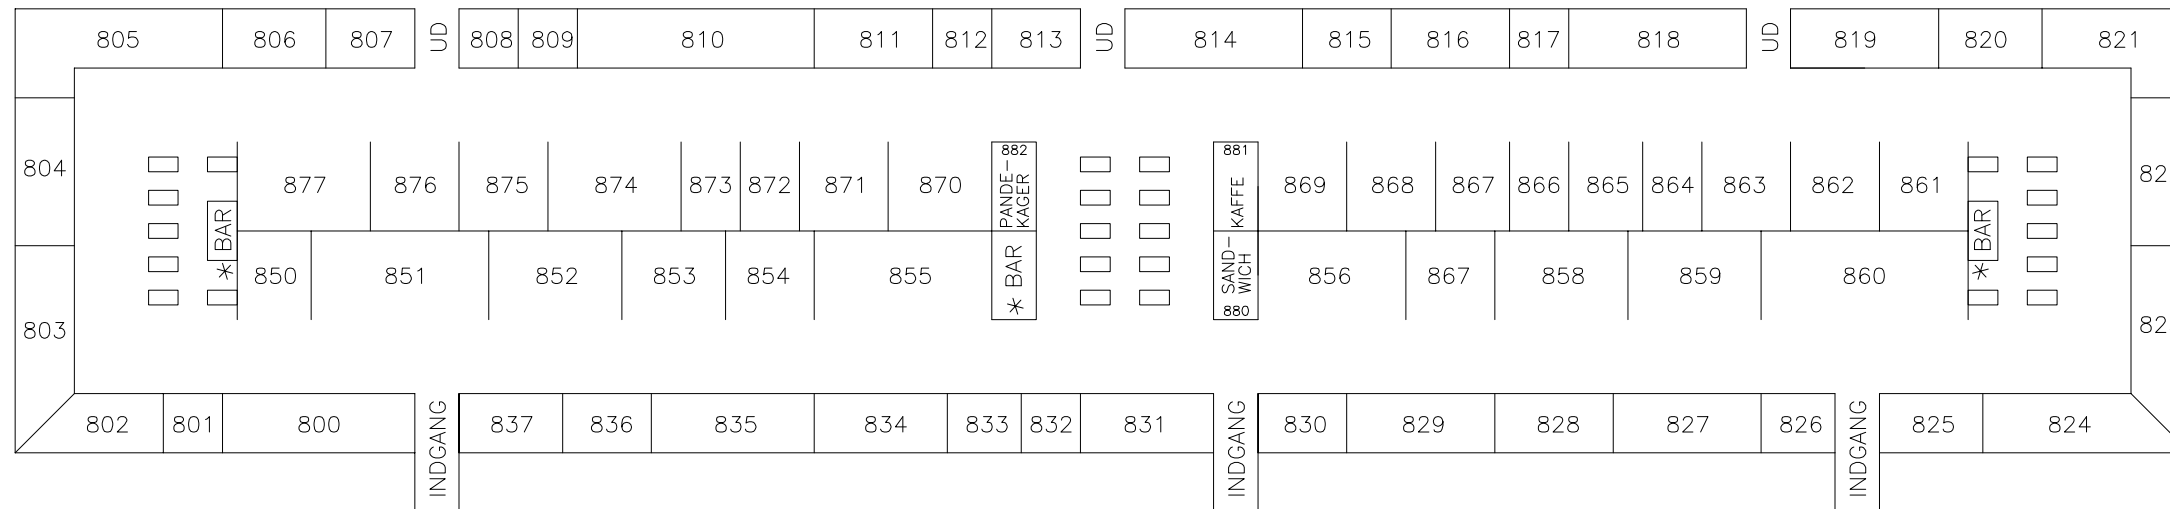 805 806 807 UD 808 809 810 811 812 813 UD 814 815 816 817 818 UD 819 820 821
804
877 876 875 874 873 872 871 870
882
PANDE-
KAGER
881
KAFFE
869 868 867 866 865 864 863 862 861
82
* BAR
850 851 852 853 854 855
* BAR
SAND-
WICH
880
856 867 858 859 860
* BAR
803
82
802 801 800 INDGANG 837 836 835 834 833 832 831 INDGANG 830 829 828 827 826 INDGANG 825 824